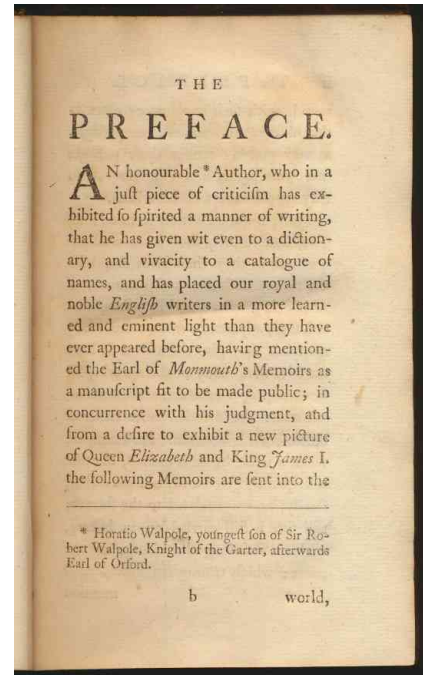 THE
PREFACE.
AN honourable * Author, who in a
juſt piece of criticiſm has ex-
hibited ſo ſpirited a manner of writing,
that he has given wit even to a diction-
ary, and vivacity to a catalogue of
names, and has placed our royal and
noble Engliſh writers in a more learn-
ed and eminent light than they have
ever appeared before, having mention-
ed the Earl of Monmouth's Memoirs as
a manuſcript fit to be made public; in
concurrence with his judgment, and
from a deſire to exhibit a new picture
of Queen Elizabeth and King James I.
the following Memoirs are ſent into the
* Horatio Walpole, youngeſt ſon of Sir Ro-
bert Walpole, Knight of the Garter, afterwards
Earl of Orford.
b world,